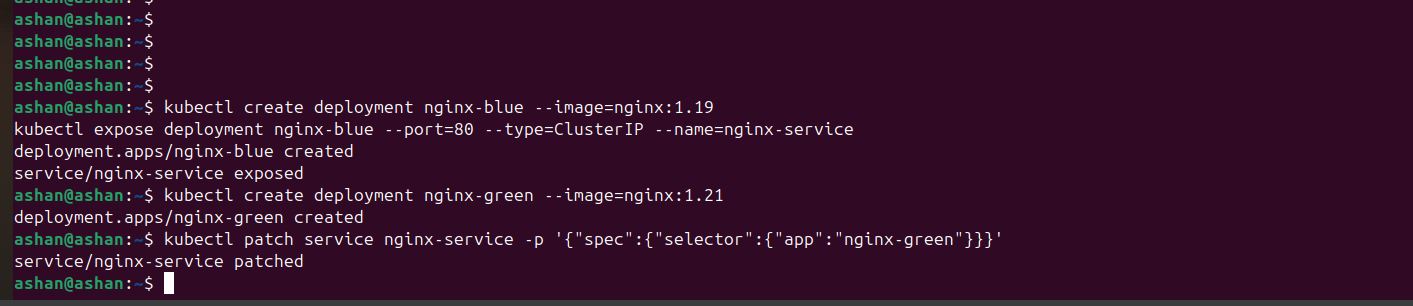 ashan@ashan:~$
ashan@ashan:~$
ashan@ashan:~$
ashan@ashan:~$
ashan@ashan:~$ kubectl create deployment nginx-blue --image=nginx:1.19
kubectl expose deployment nginx-blue --port=80 --type=ClusterIP --name=nginx-service
deployment.apps/nginx-blue created
service/nginx-service exposed
ashan@ashan:~$ kubectl create deployment nginx-green --image=nginx:1.21
deployment.apps/nginx-green created
ashan@ashan:~$ kubectl patch service nginx-service -p '{"spec":{"selector":{"app":"nginx-green"}}}'
service/nginx-service patched
ashan@ashan:~$